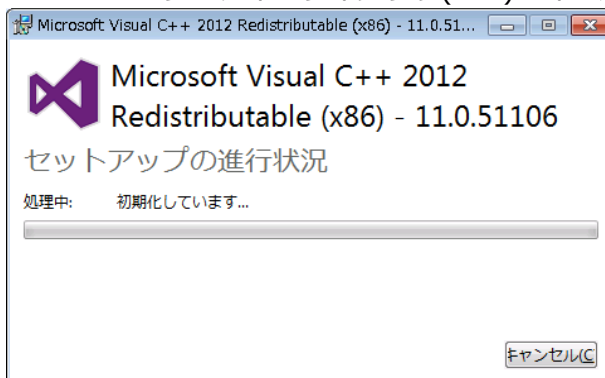 Microsoft Visual C++ 2012 Redistributable (x86) - 11.0.51...
Microsoft Visual C++ 2012
Redistributable (x86) - 11.0.51106
セットアップの進行状況
処理中: 初期化しています...
キャンセル(C